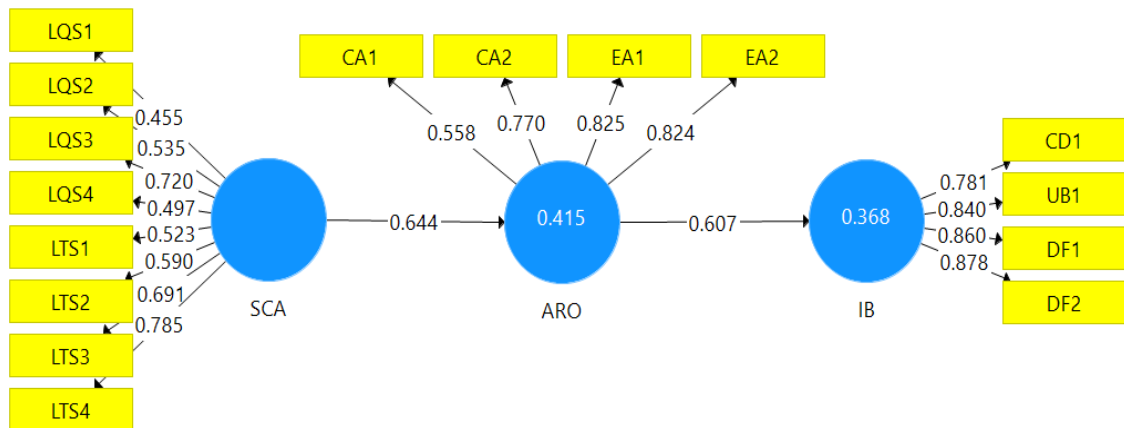 LQS1
LQS2
LQS3
LQS4
LTS1
LTS2
LTS3
LTS4
0.455
0.535
0.720
0.497
0.523
0.590
0.691
0.785
SCA
0.644
CA1
CA2
EA1
EA2
0.558
0.770
0.825
0.824
0.415
ARO
0.607
0.368
IB
0.781
0.840
0.860
0.878
CD1
UB1
DF1
DF2